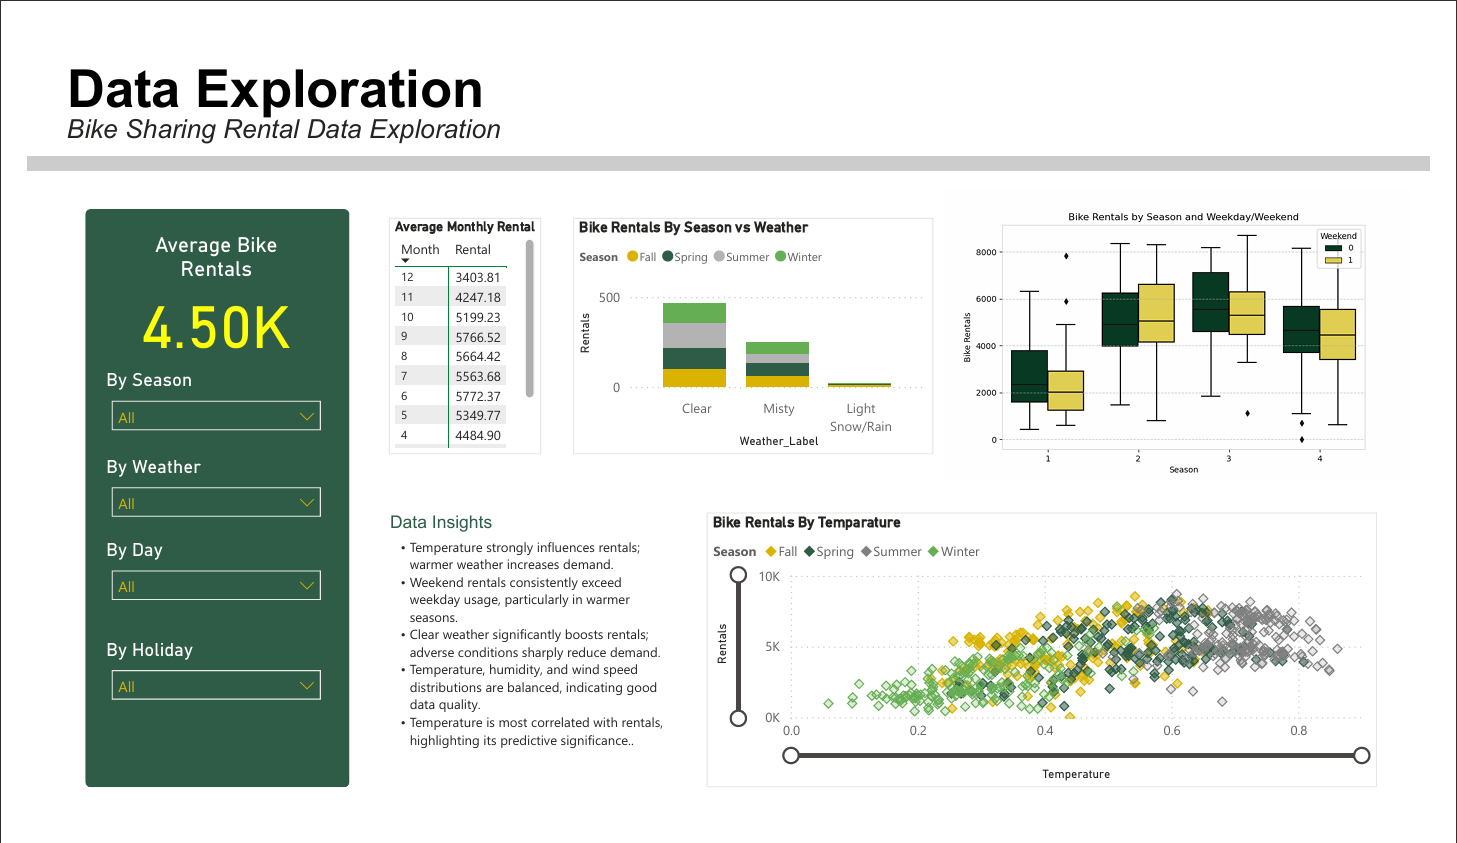 Data Exploration
Bike Sharing Rental Data Exploration
Average Bike
Rentals
4.50K
By Season
All
By Weather
All
By Day
All
By Holiday
All
Average Monthly Rental
Month Rental
12 3403.81
11 4247.18
10 5199.23
9 5766.52
8 5664.42
7 5563.68
6 5772.37
5 5349.77
4 4484.90
Bike Rentals By Season vs Weather
Season Fall Spring Summer Winter
500
0
Rentals
Clear Misty Light
Snow/Rain
Weather_Label
Bike Rentals by Season and Weekday/Weekend
Weekend
0
1
8000
6000
4000
2000
0
Bike Rentals
1 2 3 4
Season
Data Insights
• Temperature strongly influences rentals;
warmer weather increases demand.
• Weekend rentals consistently exceed
weekday usage, particularly in warmer
seasons.
• Clear weather significantly boosts rentals;
adverse conditions sharply reduce demand.
• Temperature, humidity, and wind speed
distributions are balanced, indicating good
data quality.
• Temperature is most correlated with rentals,
highlighting its predictive significance..
Bike Rentals By Temparature
Season Fall Spring Summer Winter
10K
5K
0K
Rentals
0.0 0.2 0.4 0.6 0.8
Temperature